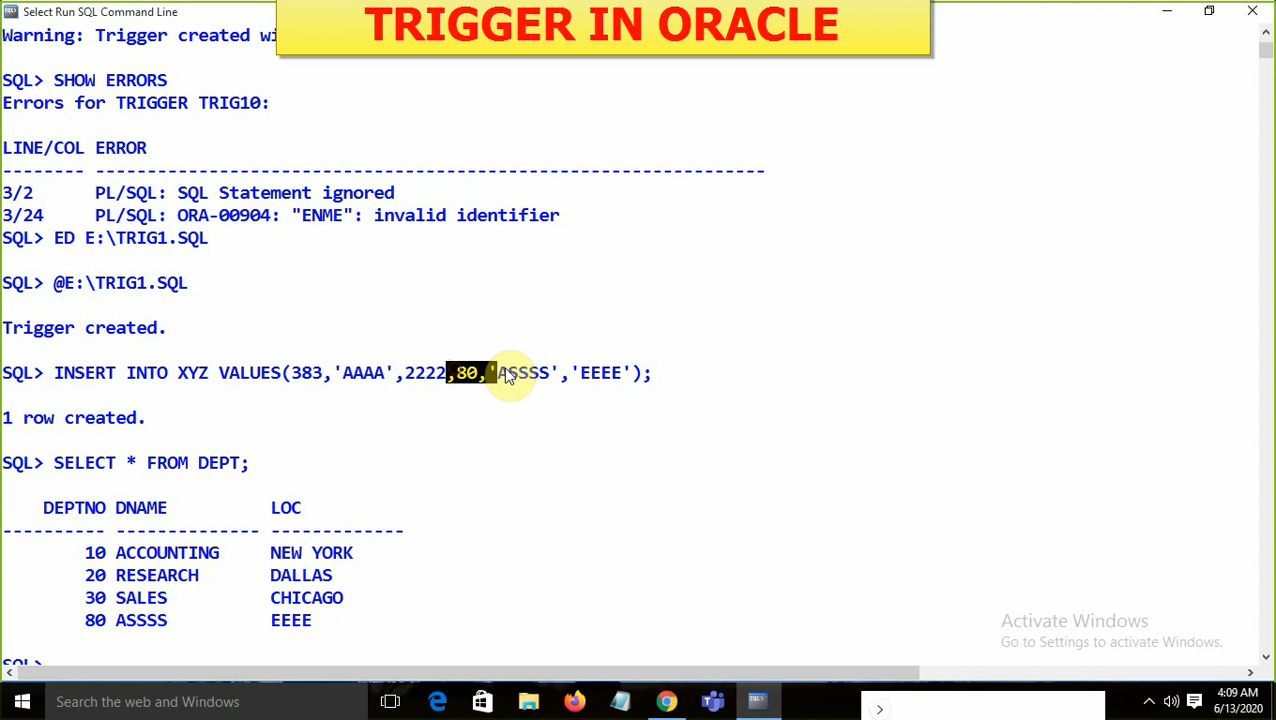 Select Run SQL Command Line
TRIGGER IN ORACLE
Warning: Trigger created wi
SQL> SHOW ERRORS
Errors for TRIGGER TRIG10:
LINE/COL ERROR
-------- -----------------------------------------------------------------
3/2 PL/SQL: SQL Statement ignored
3/24 PL/SQL: ORA-00904: "ENME": invalid identifier
SQL> ED E:\TRIG1.SQL
SQL> @E:\TRIG1.SQL
Trigger created.
SQL> INSERT INTO XYZ VALUES(383,'AAAA',2222,80,'ASSSS','EEEE');
1 row created.
SQL> SELECT * FROM DEPT;
DEPTNO DNAME LOC
---------- -------------- -------------
10 ACCOUNTING NEW YORK
20 RESEARCH DALLAS
30 SALES CHICAGO
80 ASSSS EEEE
SQL>
Activate Windows
Go to Settings to activate Windows.
Search the web and Windows
4:09 AM
6/13/2020